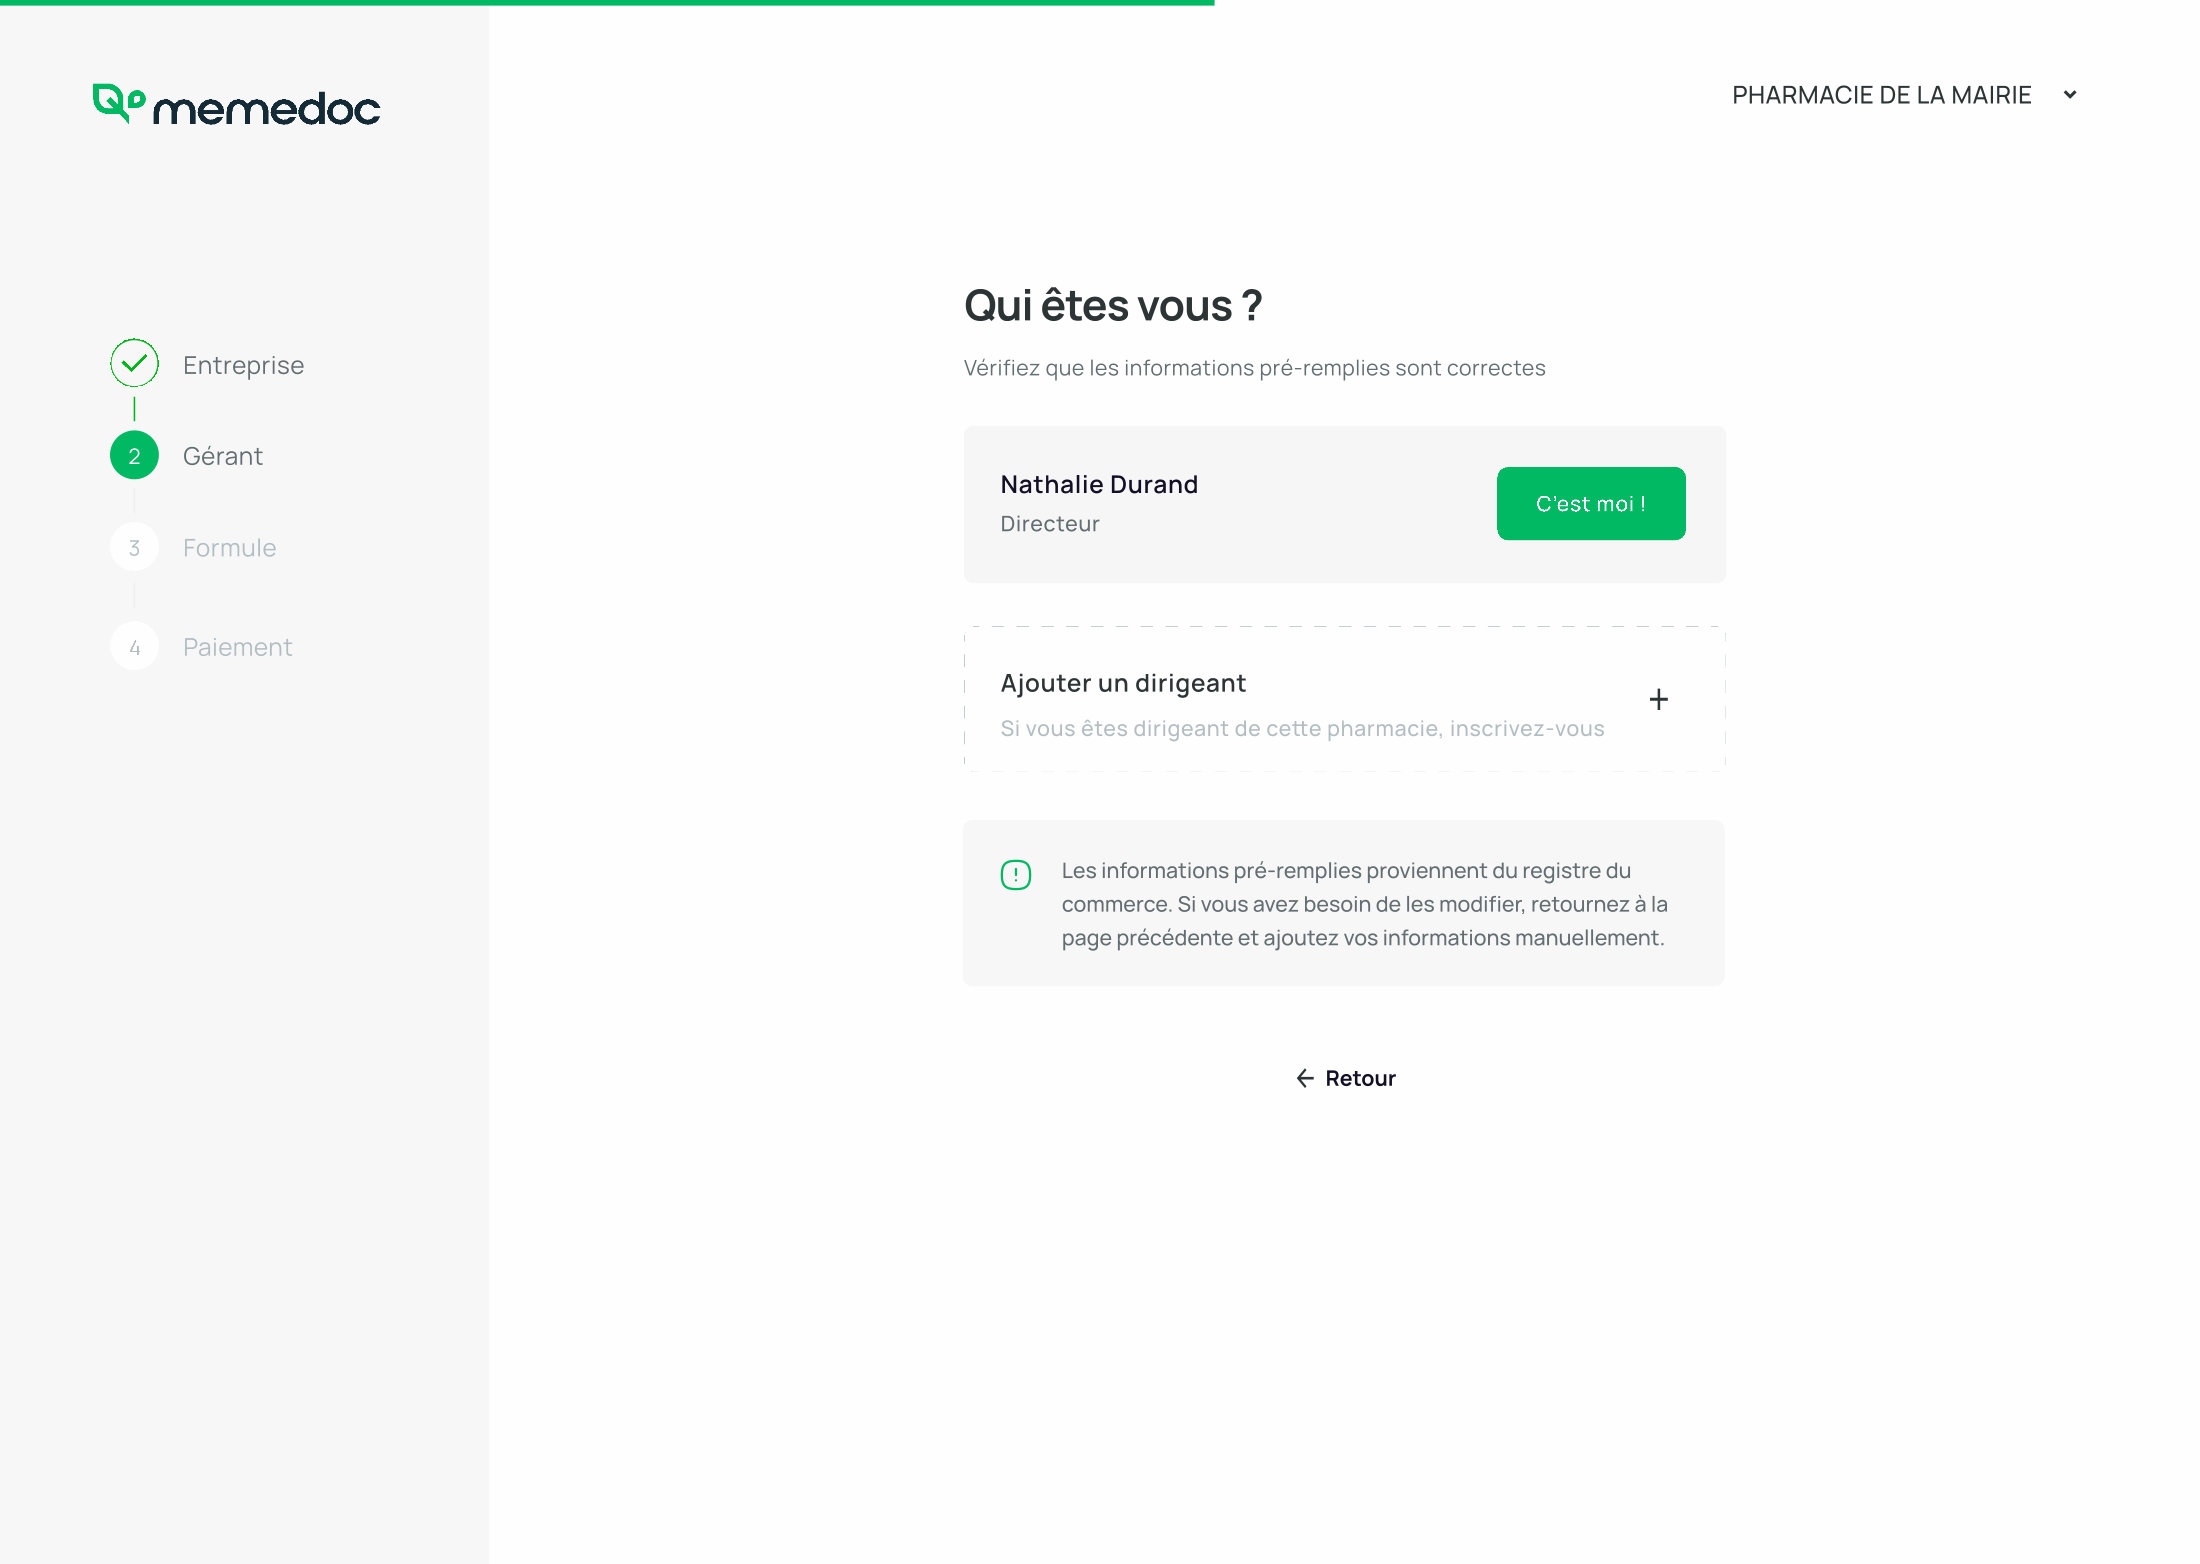 memedoc
PHARMACIE DE LA MAIRIE
Entreprise
2 Gérant
3 Formule
4 Paiement
Qui êtes vous ?
Vérifiez que les informations pré-remplies sont correctes
Nathalie Durand
Directeur
C'est moi !
Ajouter un dirigeant
Si vous êtes dirigeant de cette pharmacie, inscrivez-vous
Les informations pré-remplies proviennent du registre du
commerce. Si vous avez besoin de les modifier, retournez à la
page précédente et ajoutez vos informations manuellement.
Retour